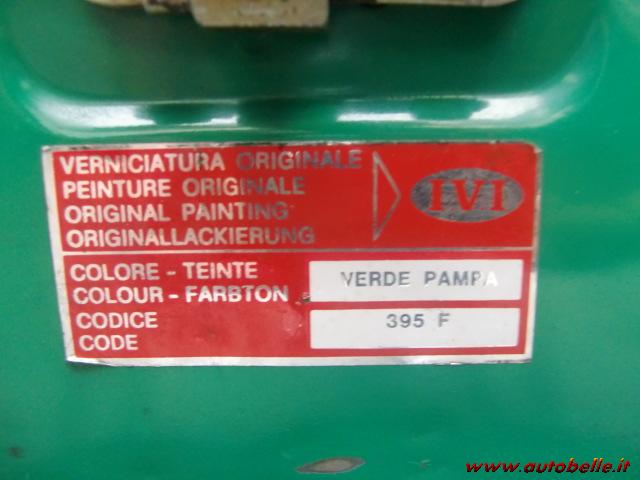 VERNICIATURA ORIGINALE
PEINTURE ORIGINALE
ORIGINAL PAINTING
ORIGINALLACKIERUNG
IVI
COLORE - TEINTE
COLOUR - FARBTON
VERDE PAMPA
CODICE
CODE
395 F
www.autobelle.it